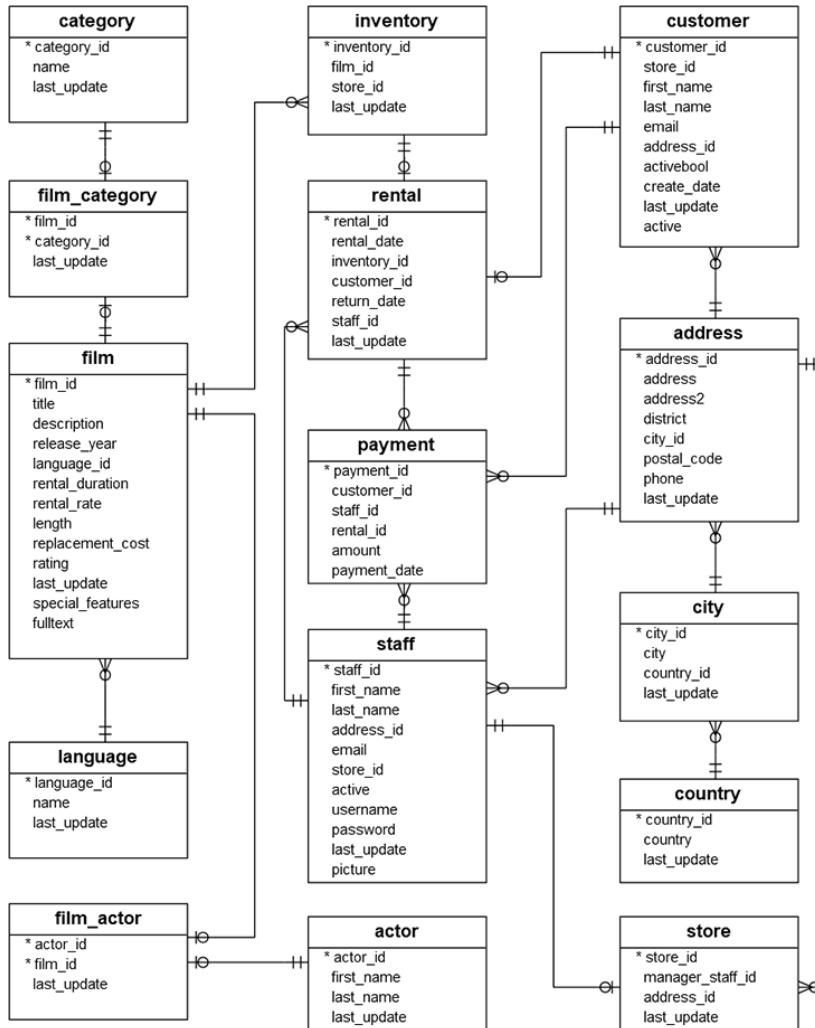 category
* category_id
name
last_update
film_category
* film_id
* category_id
last_update
film
* film_id
title
description
release_year
language_id
rental_duration
rental_rate
length
replacement_cost
rating
last_update
special_features
fulltext
language
* language_id
name
last_update
film_actor
* actor_id
* film_id
last_update
inventory
* inventory_id
film_id
store_id
last_update
rental
* rental_id
rental_date
inventory_id
customer_id
return_date
staff_id
last_update
payment
* payment_id
customer_id
staff_id
rental_id
amount
payment_date
staff
* staff_id
first_name
last_name
address_id
email
store_id
active
username
password
last_update
picture
actor
* actor_id
first_name
last_name
last_update
customer
* customer_id
store_id
first_name
last_name
email
address_id
activebool
create_date
last_update
active
address
* address_id
address
address2
district
city_id
postal_code
phone
last_update
city
* city_id
city
country_id
last_update
country
* country_id
country
last_update
store
* store_id
manager_staff_id
address_id
last_update